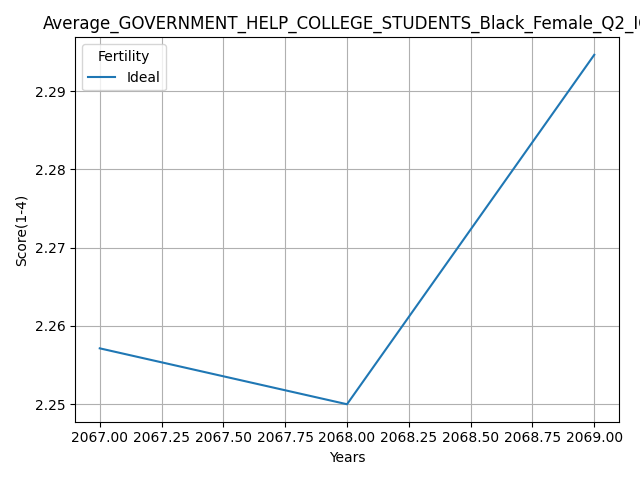 Average_GOVERNMENT_HELP_COLLEGE_STUDENTS_Black_Female_Q2_I
Fertility
Ideal
2.29
2.28
2.27
2.26
2.25
Score(1-4)
2067.00 2067.25 2067.50 2067.75 2068.00 2068.25 2068.50 2068.75 2069.00
Years